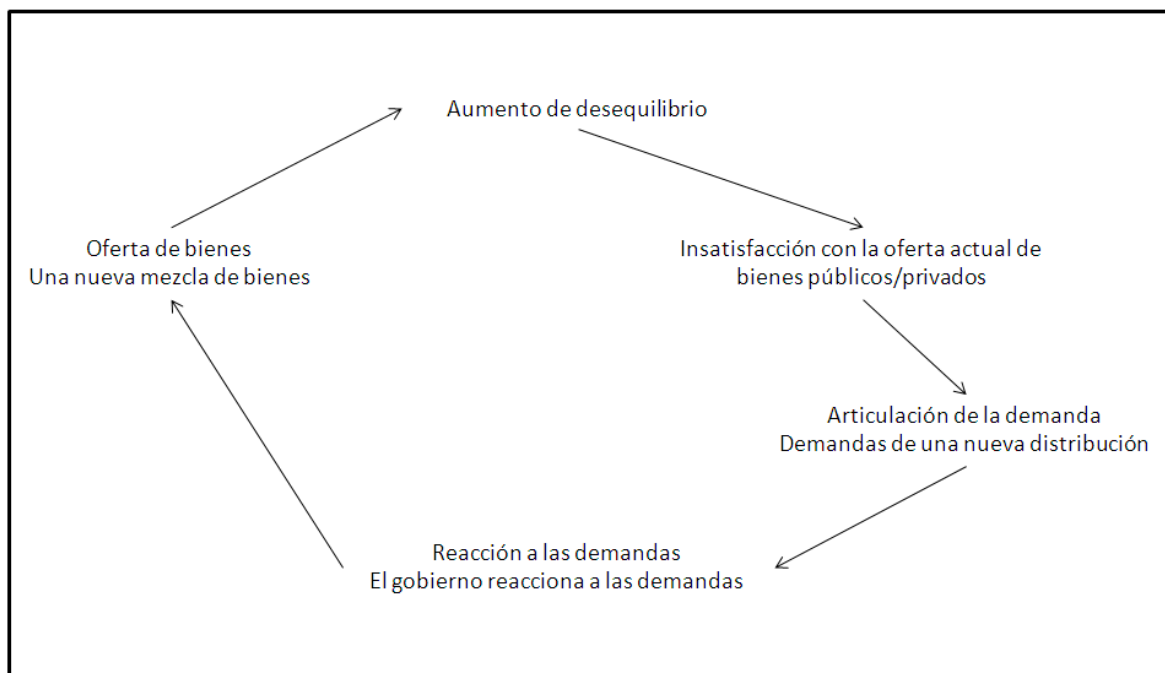 Aumento de desequilibrio
Insatisfacción con la oferta actual de
bienes públicos/privados
Articulación de la demanda
Demandas de una nueva distribución
Reacción a las demandas
El gobierno reacciona a las demandas
Oferta de bienes
Una nueva mezcla de bienes